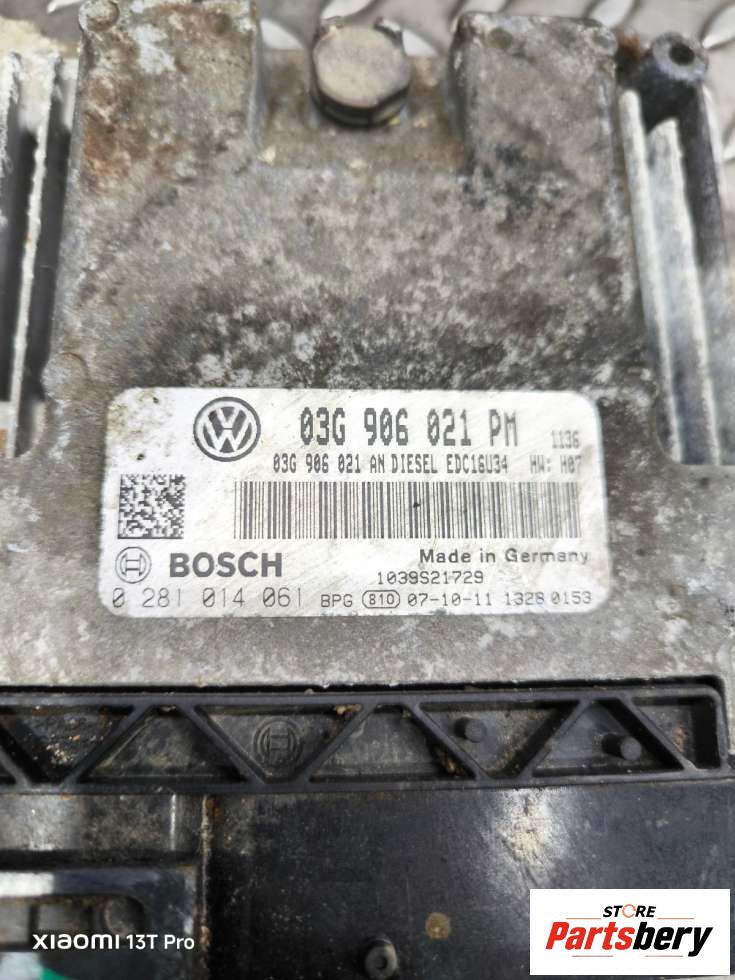 03G 906 021 PM 1136
03G 906 021 AN DIESEL EDC16U34 HW: H07
BOSCH
Made in Germany
1039S21729
0 281 014 061 BPG 810 07-10-11 1328 0153
XIAOMI 13T Pro
STORE
Partsbery